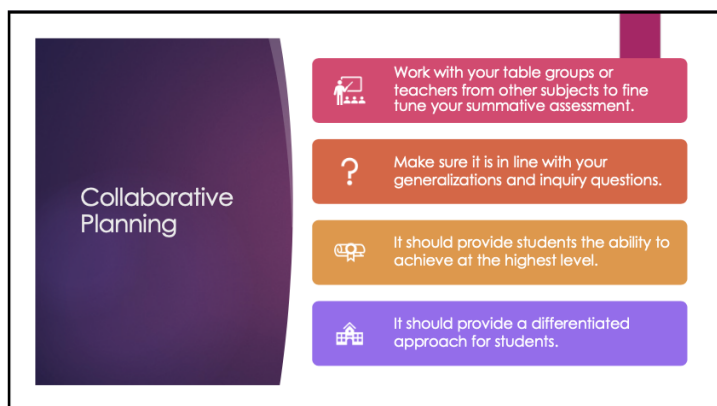 Collaborative
Planning
Work with your table groups or
teachers from other subjects to fine
tune your summative assessment.
Make sure it is in line with your
generalizations and inquiry questions.
It should provide students the ability to
achieve at the highest level.
It should provide a differentiated
approach for students.